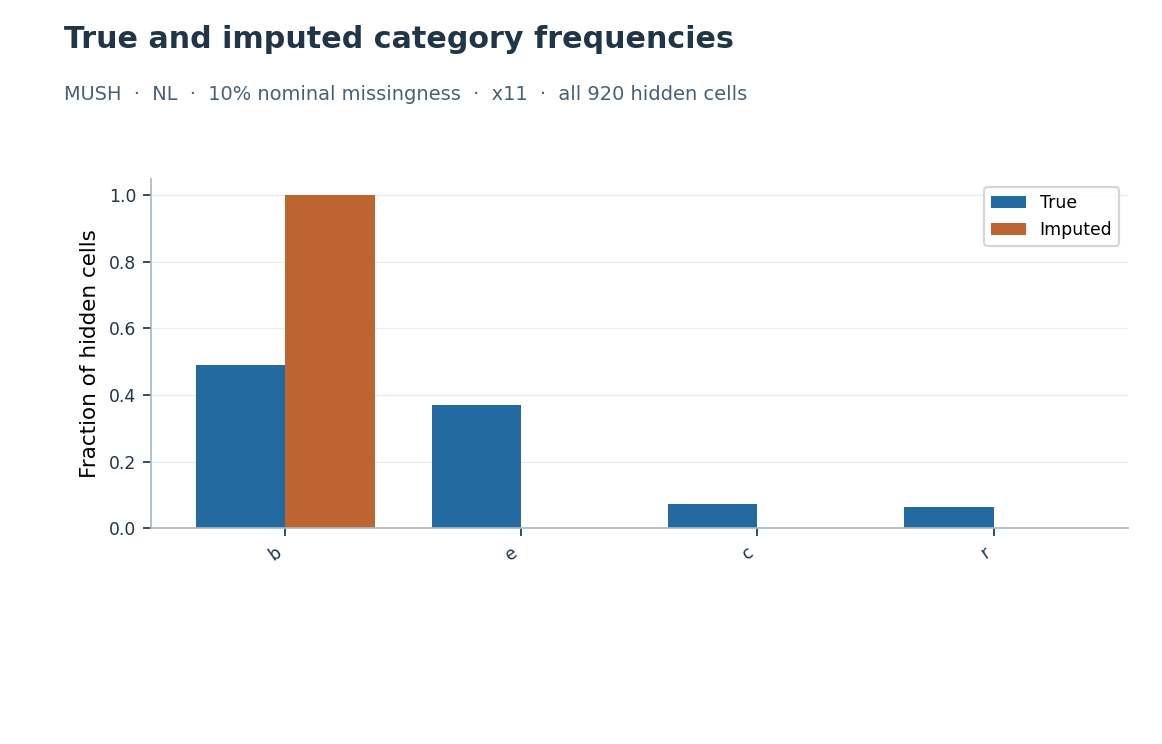 True and imputed category frequencies
MUSH · NL · 10% nominal missingness · x11 · all 920 hidden cells
Fraction of hidden cells
1.0
0.8
0.6
0.4
0.2
0.0
True
Imputed
b
e
c
r